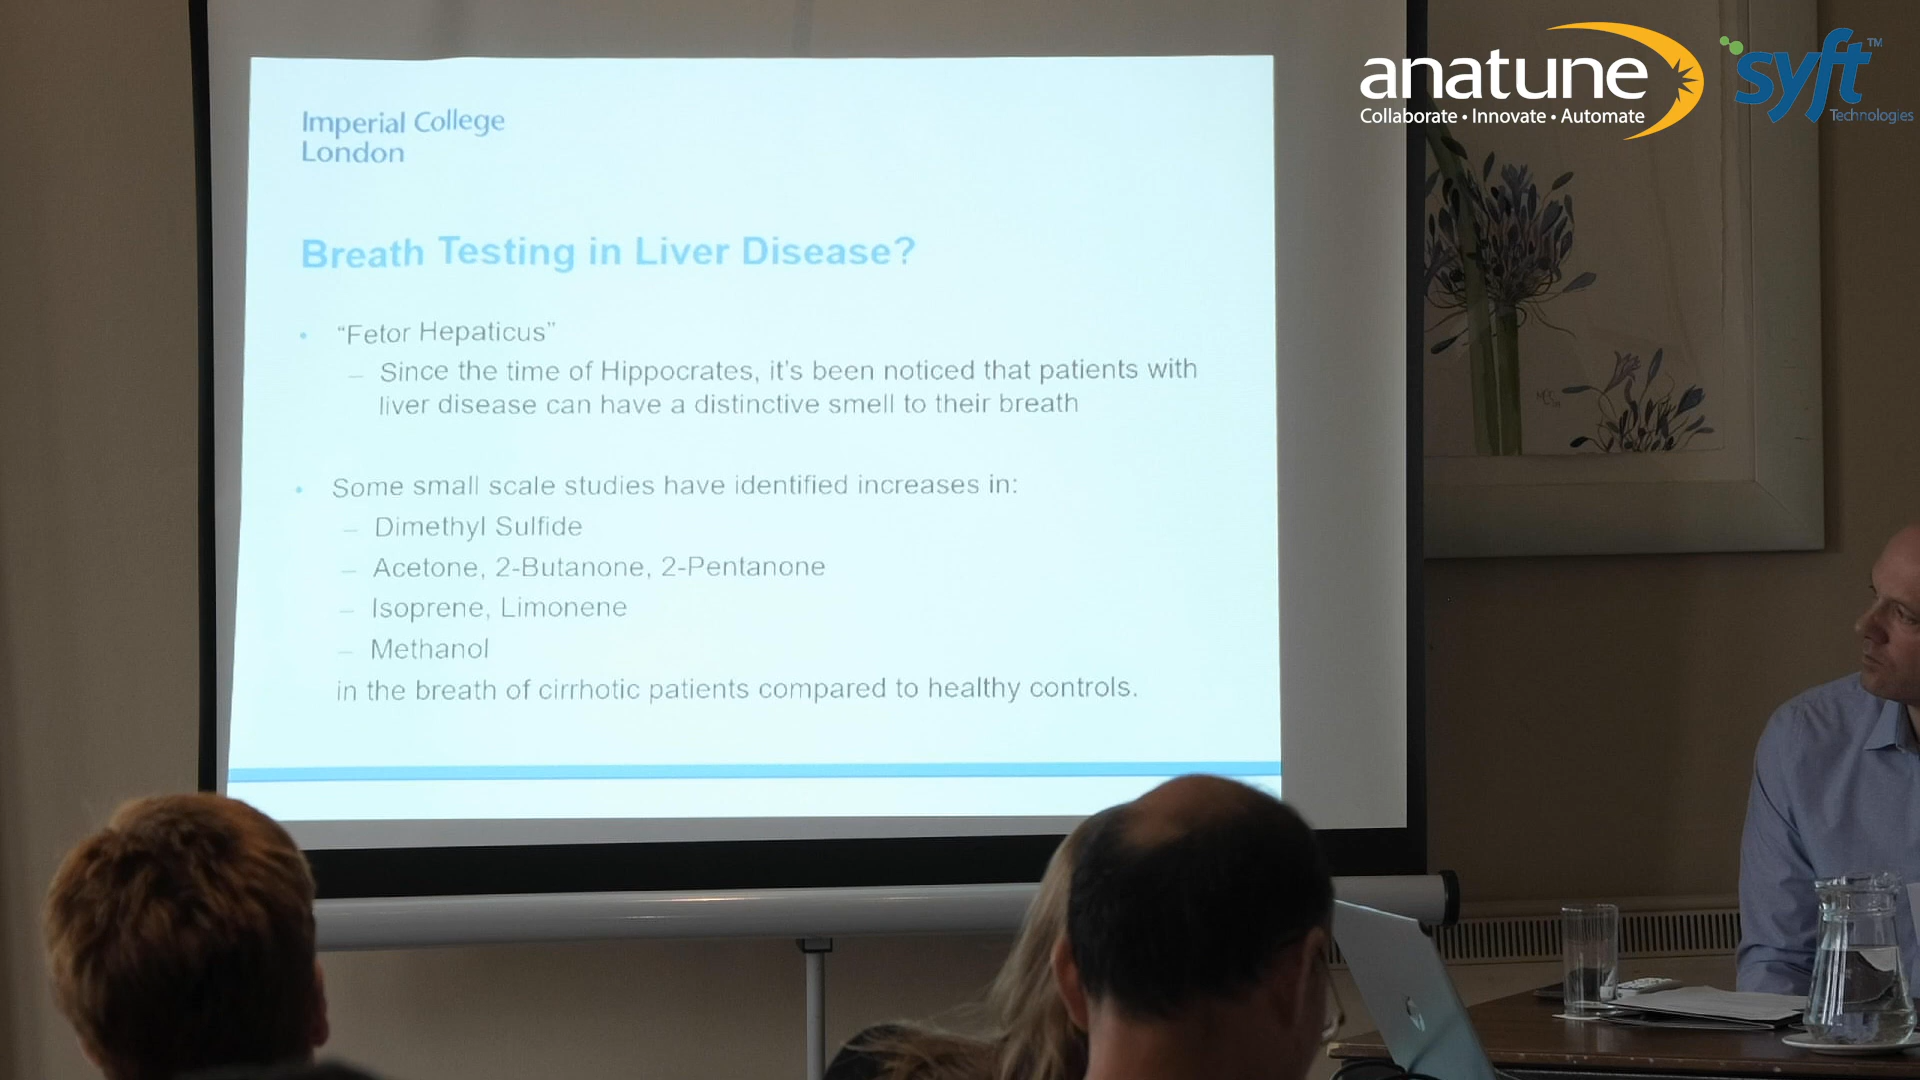 anatune
Collaborate • Innovate • Automate
syft™
Technologies
Imperial College
London
Breath Testing in Liver Disease?
• “Fetor Hepaticus”
– Since the time of Hippocrates, it’s been noticed that patients with
liver disease can have a distinctive smell to their breath
• Some small scale studies have identified increases in:
– Dimethyl Sulfide
– Acetone, 2-Butanone, 2-Pentanone
– Isoprene, Limonene
– Methanol
in the breath of cirrhotic patients compared to healthy controls.